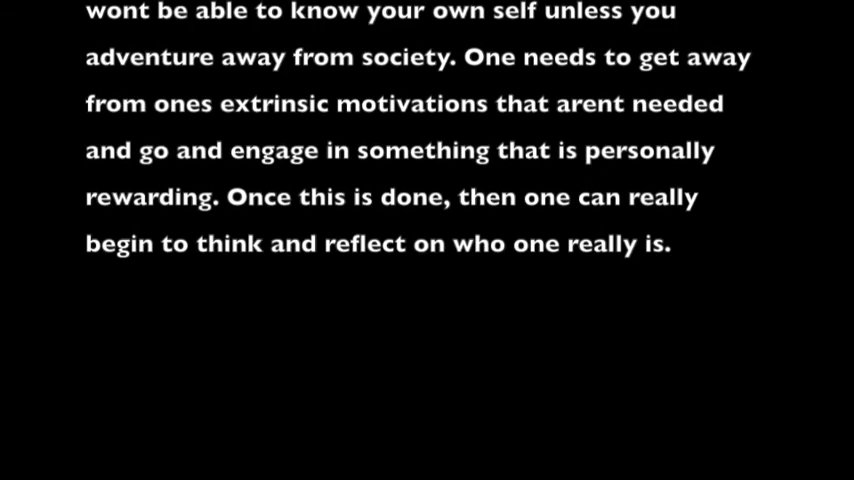 wont be able to know your own self unless you
adventure away from society. One needs to get away
from ones extrinsic motivations that arent needed
and go and engage in something that is personally
rewarding. Once this is done, then one can really
begin to think and reflect on who one really is.